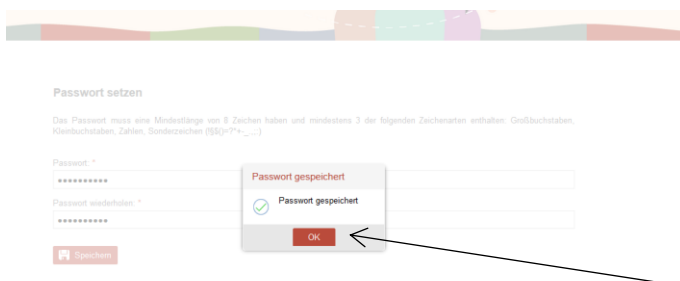 Passwort setzen
Das Passwort muss eine Mindestlänge von 8 Zeichen haben und mindestens 3 der folgenden Zeichenarten enthalten: Großbuchstaben,
Kleinbuchstaben, Zahlen, Sonderzeichen
Passwort: *
Passwort wiederholen: *
Speichern
Passwort gespeichert
Passwort gespeichert
OK